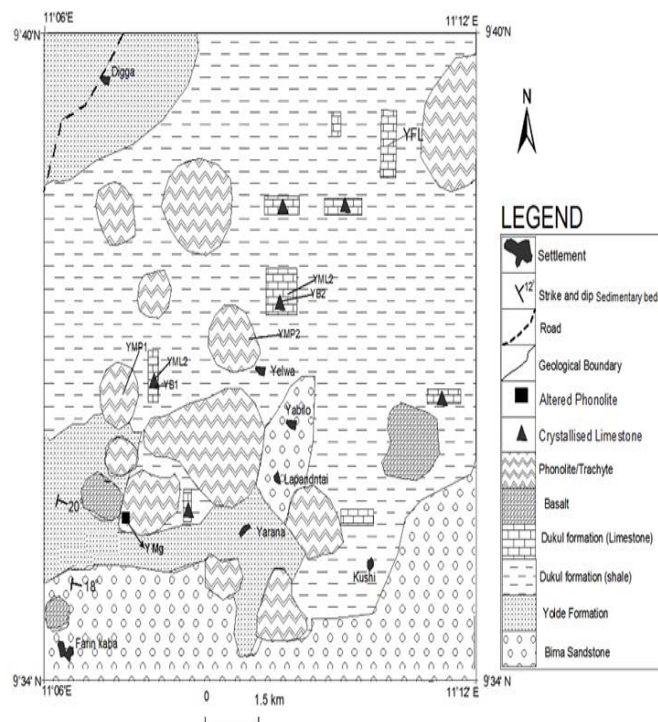 11'06'E
11'12' E
9'40'N
9'40'N
Digga
YFL
N
LEGEND
Settlement
12'
Strike and dip Sedimentary bed
Road
Geological Boundary
Altered Phonolite
Crystallised Limestone
Phonolite/Trachyte
Basalt
Dukul formation (Limestone)
Dukul formation (shale)
Yolde Formation
Bima Sandstone
YML2
YB2
YMP2
YMP1
YML2
YB1
Yelwa
Yabilo
Lapandntai
20
Y Mg
Yarana
Kushi
18'
Farin kaba
9'34'N
9'34'N
11'06'E
11'12' E
0 1.5 km